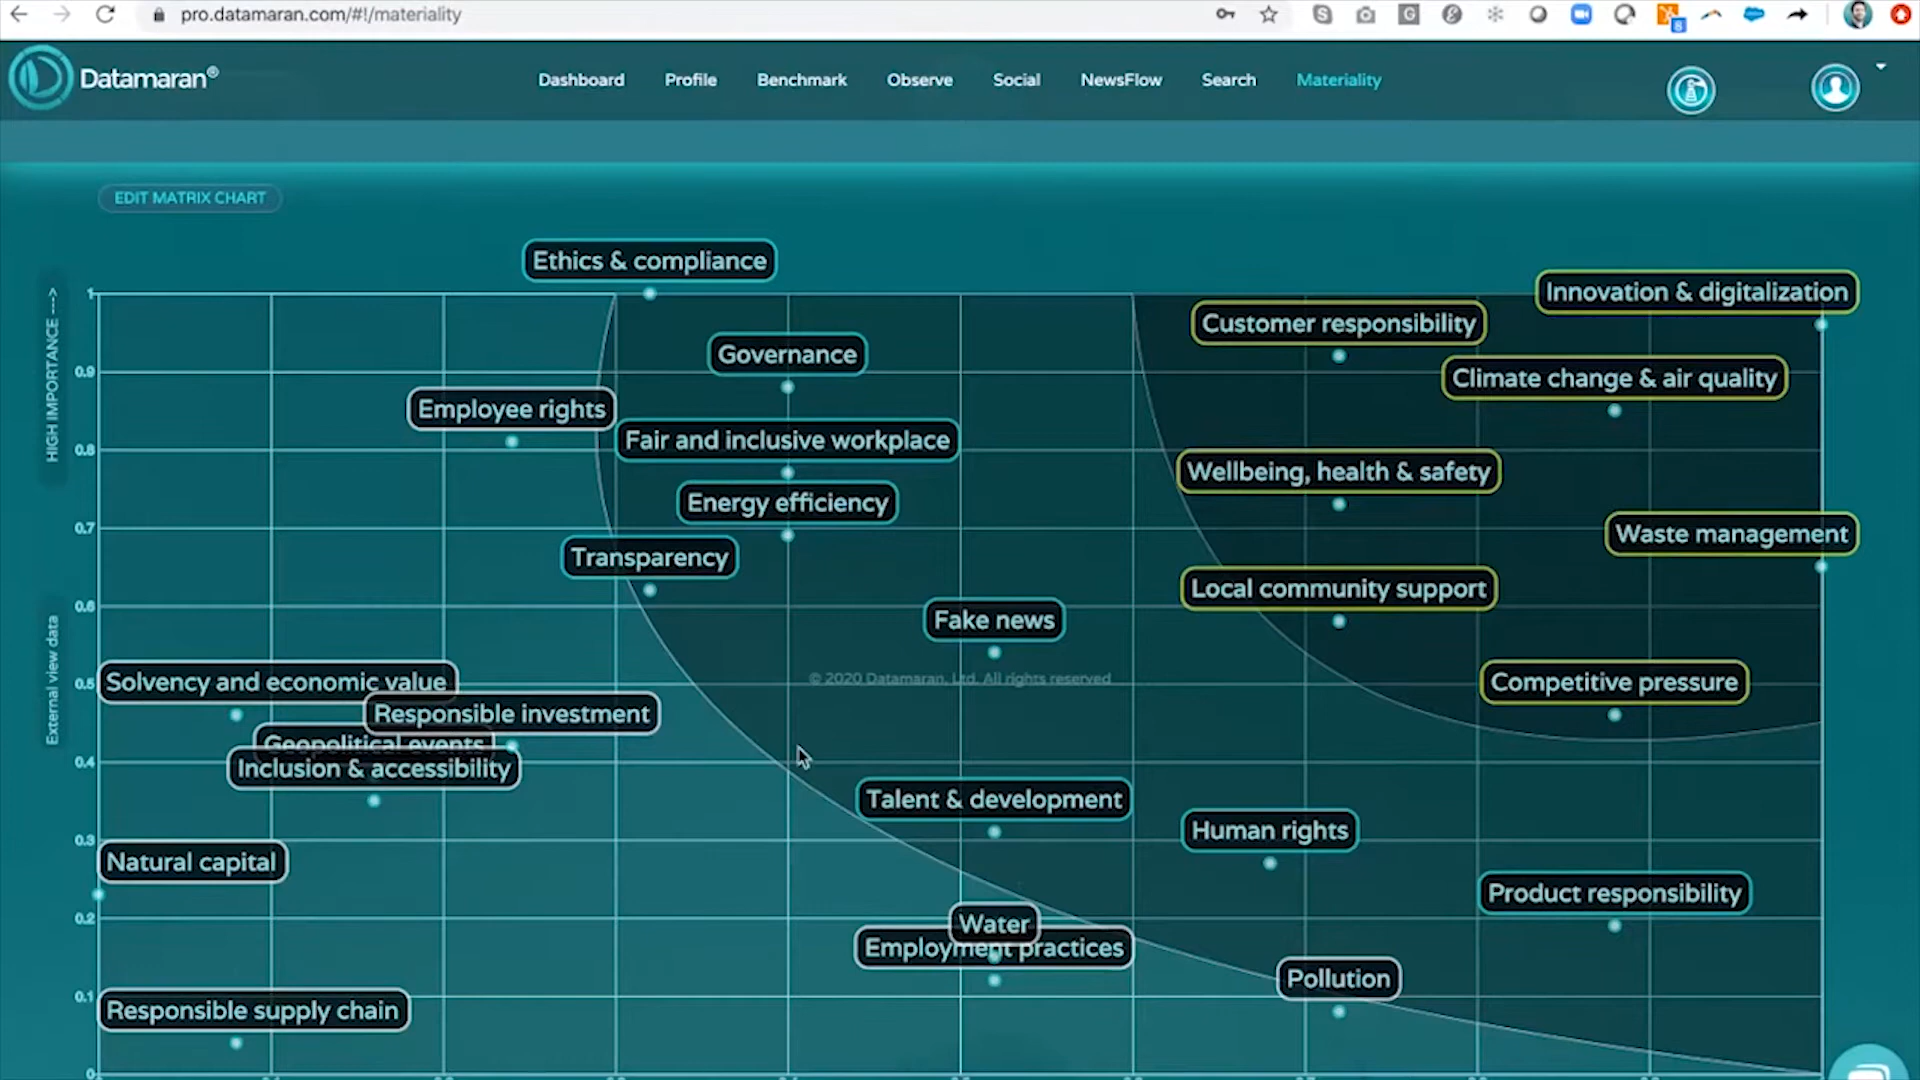 pro.datamaran.com/#!/materiality
Datamaran®
Dashboard
Profile
Benchmark
Observe
Social
NewsFlow
Search
Materiality
EDIT MATRIX CHART
HIGH IMPORTANCE --->
External view data
Ethics & compliance
Innovation & digitalization
1
Customer responsibility
Governance
0.9
Climate change & air quality
Employee rights
Fair and inclusive workplace
0.8
Wellbeing, health & safety
Energy efficiency
0.7
Waste management
Transparency
Local community support
0.6
Fake news
© 2020 Datamaran, Ltd. All rights reserved
Solvency and economic value
0.5
Competitive pressure
Responsible investment
Geopolitical events
0.4
Inclusion & accessibility
Talent & development
Human rights
0.3
Natural capital
Product responsibility
0.2
Water
Employment practices
Pollution
0.1
Responsible supply chain
0